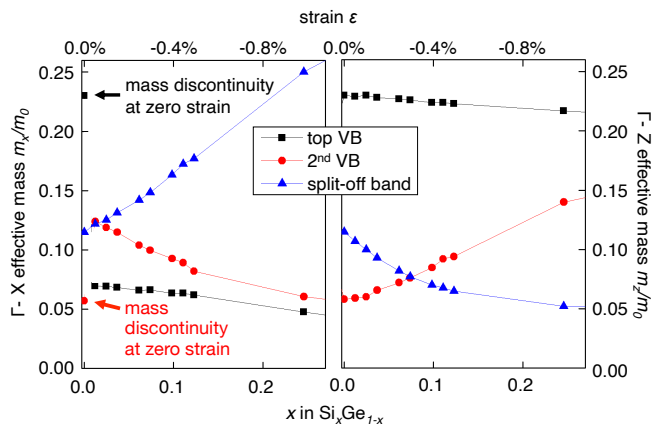 strain ε
0.0% -0.4% -0.8% 0.0% -0.4% -0.8%
0.25 0.25
mass discontinuity
at zero strain
0.20 0.20
top VB
2nd VB
split-off band
0.15 0.15
0.10 0.10
0.05 0.05
mass
discontinuity
at zero strain
0.00 0.00
0.0 0.1 0.2 0.0 0.1 0.2
x in SixGe1-x
Γ- X effective mass mx/m0
Γ- Z effective mass mz/m0